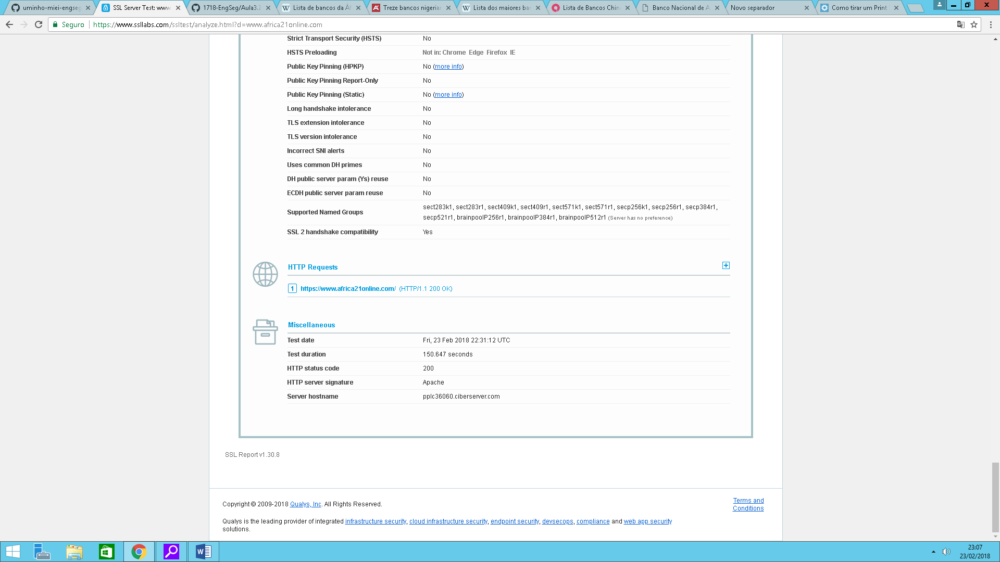 uminho-miei-engseg
SSL Server Test: www
1718-EngSeg/Aula3.2
Lista de bancos da Áf
Treze bancos nigerian
Lista dos maiores ban
Lista de Bancos Chin
Banco Nacional de A
Novo separador
Como tirar um Print
Seguro https://www.ssllabs.com/ssltest/analyze.html?d=www.africa21online.com
Strict Transport Security (HSTS) No
HSTS Preloading Not in: Chrome Edge Firefox IE
Public Key Pinning (HPKP) No (more info)
Public Key Pinning Report-Only No
Public Key Pinning (Static) No (more info)
Long handshake intolerance No
TLS extension intolerance No
TLS version intolerance No
Incorrect SNI alerts No
Uses common DH primes No
DH public server param (Ys) reuse No
ECDH public server param reuse No
Supported Named Groups sect283k1, sect283r1, sect409k1, sect409r1, sect571k1, sect571r1, secp256k1, secp256r1, secp384r1,
secp521r1, brainpoolP256r1, brainpoolP384r1, brainpoolP512r1 (Server has no preference)
SSL 2 handshake compatibility Yes
HTTP Requests
1 https://www.africa21online.com/ (HTTP/1.1 200 OK)
Miscellaneous
Test date Fri, 23 Feb 2018 22:31:12 UTC
Test duration 150.647 seconds
HTTP status code 200
HTTP server signature Apache
Server hostname pplc36060.ciberserver.com
SSL Report v1.30.8
Copyright © 2009-2018 Qualys, Inc. All Rights Reserved.
Terms and
Conditions
Qualys is the leading provider of integrated infrastructure security, cloud infrastructure security, endpoint security, devsecops, compliance and web app security
solutions.
23:07
23/02/2018